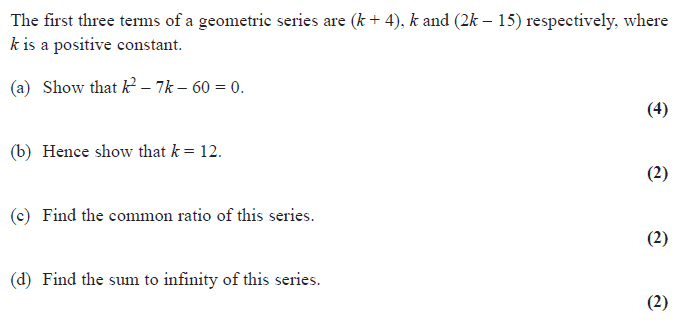 The first three terms of a geometric series are (k + 4), k and (2k – 15) respectively, where
k is a positive constant.
(a) Show that k² – 7k – 60 = 0.
(4)
(b) Hence show that k = 12.
(2)
(c) Find the common ratio of this series.
(2)
(d) Find the sum to infinity of this series.
(2)